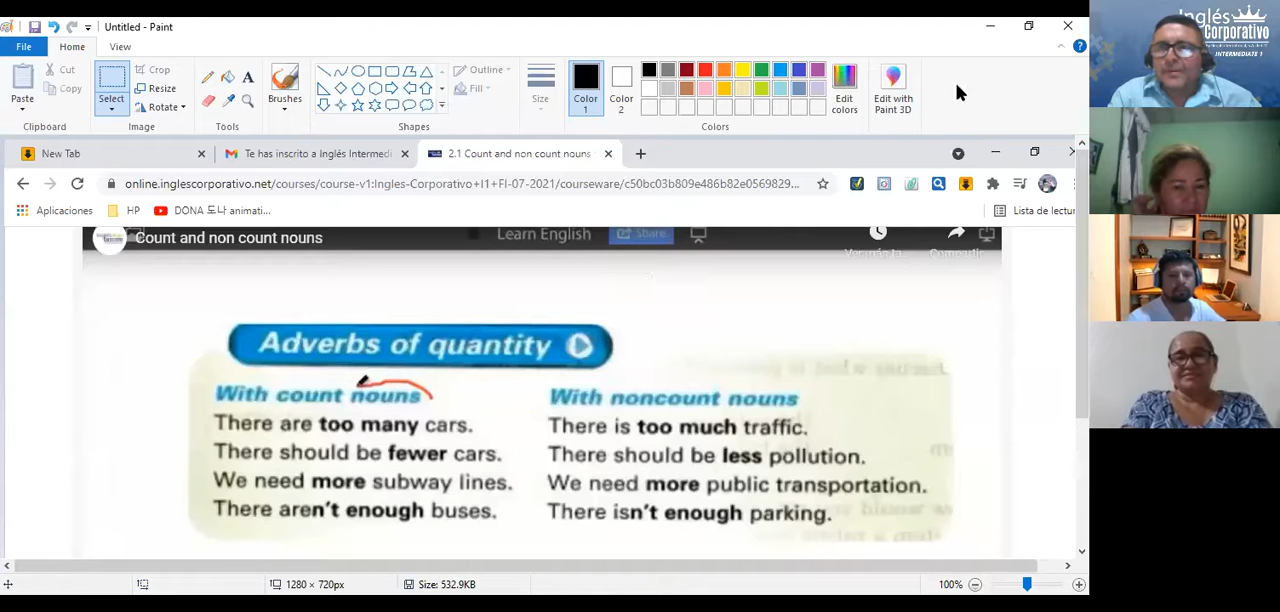 Untitled - Paint
File
Home
View
Paste
Cut
Copy
Clipboard
Select
Crop
Resize
Rotate
Image
A
Tools
Brushes
Shapes
Outline
Fill
Size
Color
1
Color
2
Edit
colors
Colors
Edit with
Paint 3D
Inglés
Corporativo
INTERMEDIATE 1
New Tab
Te has inscrito a Inglés Intermedi
2.1 Count and non count nouns
online.inglescorporativo.net/courses/course-v1:Ingles-Corporativo+I1+FI-07-2021/courseware/c50bc03b809e486b82e0569829...
Aplicaciones
HP
DONA 도나 animati...
Lista de lectur
Count and non count nouns
Learn English
Share
Compartir
Adverbs of quantity
With count nouns
There are too many cars.
There should be fewer cars.
We need more subway lines.
There aren't enough buses.
With noncount nouns
There is too much traffic.
There should be less pollution.
We need more public transportation.
There isn't enough parking.
1280 × 720px
Size: 532.9KB
100%